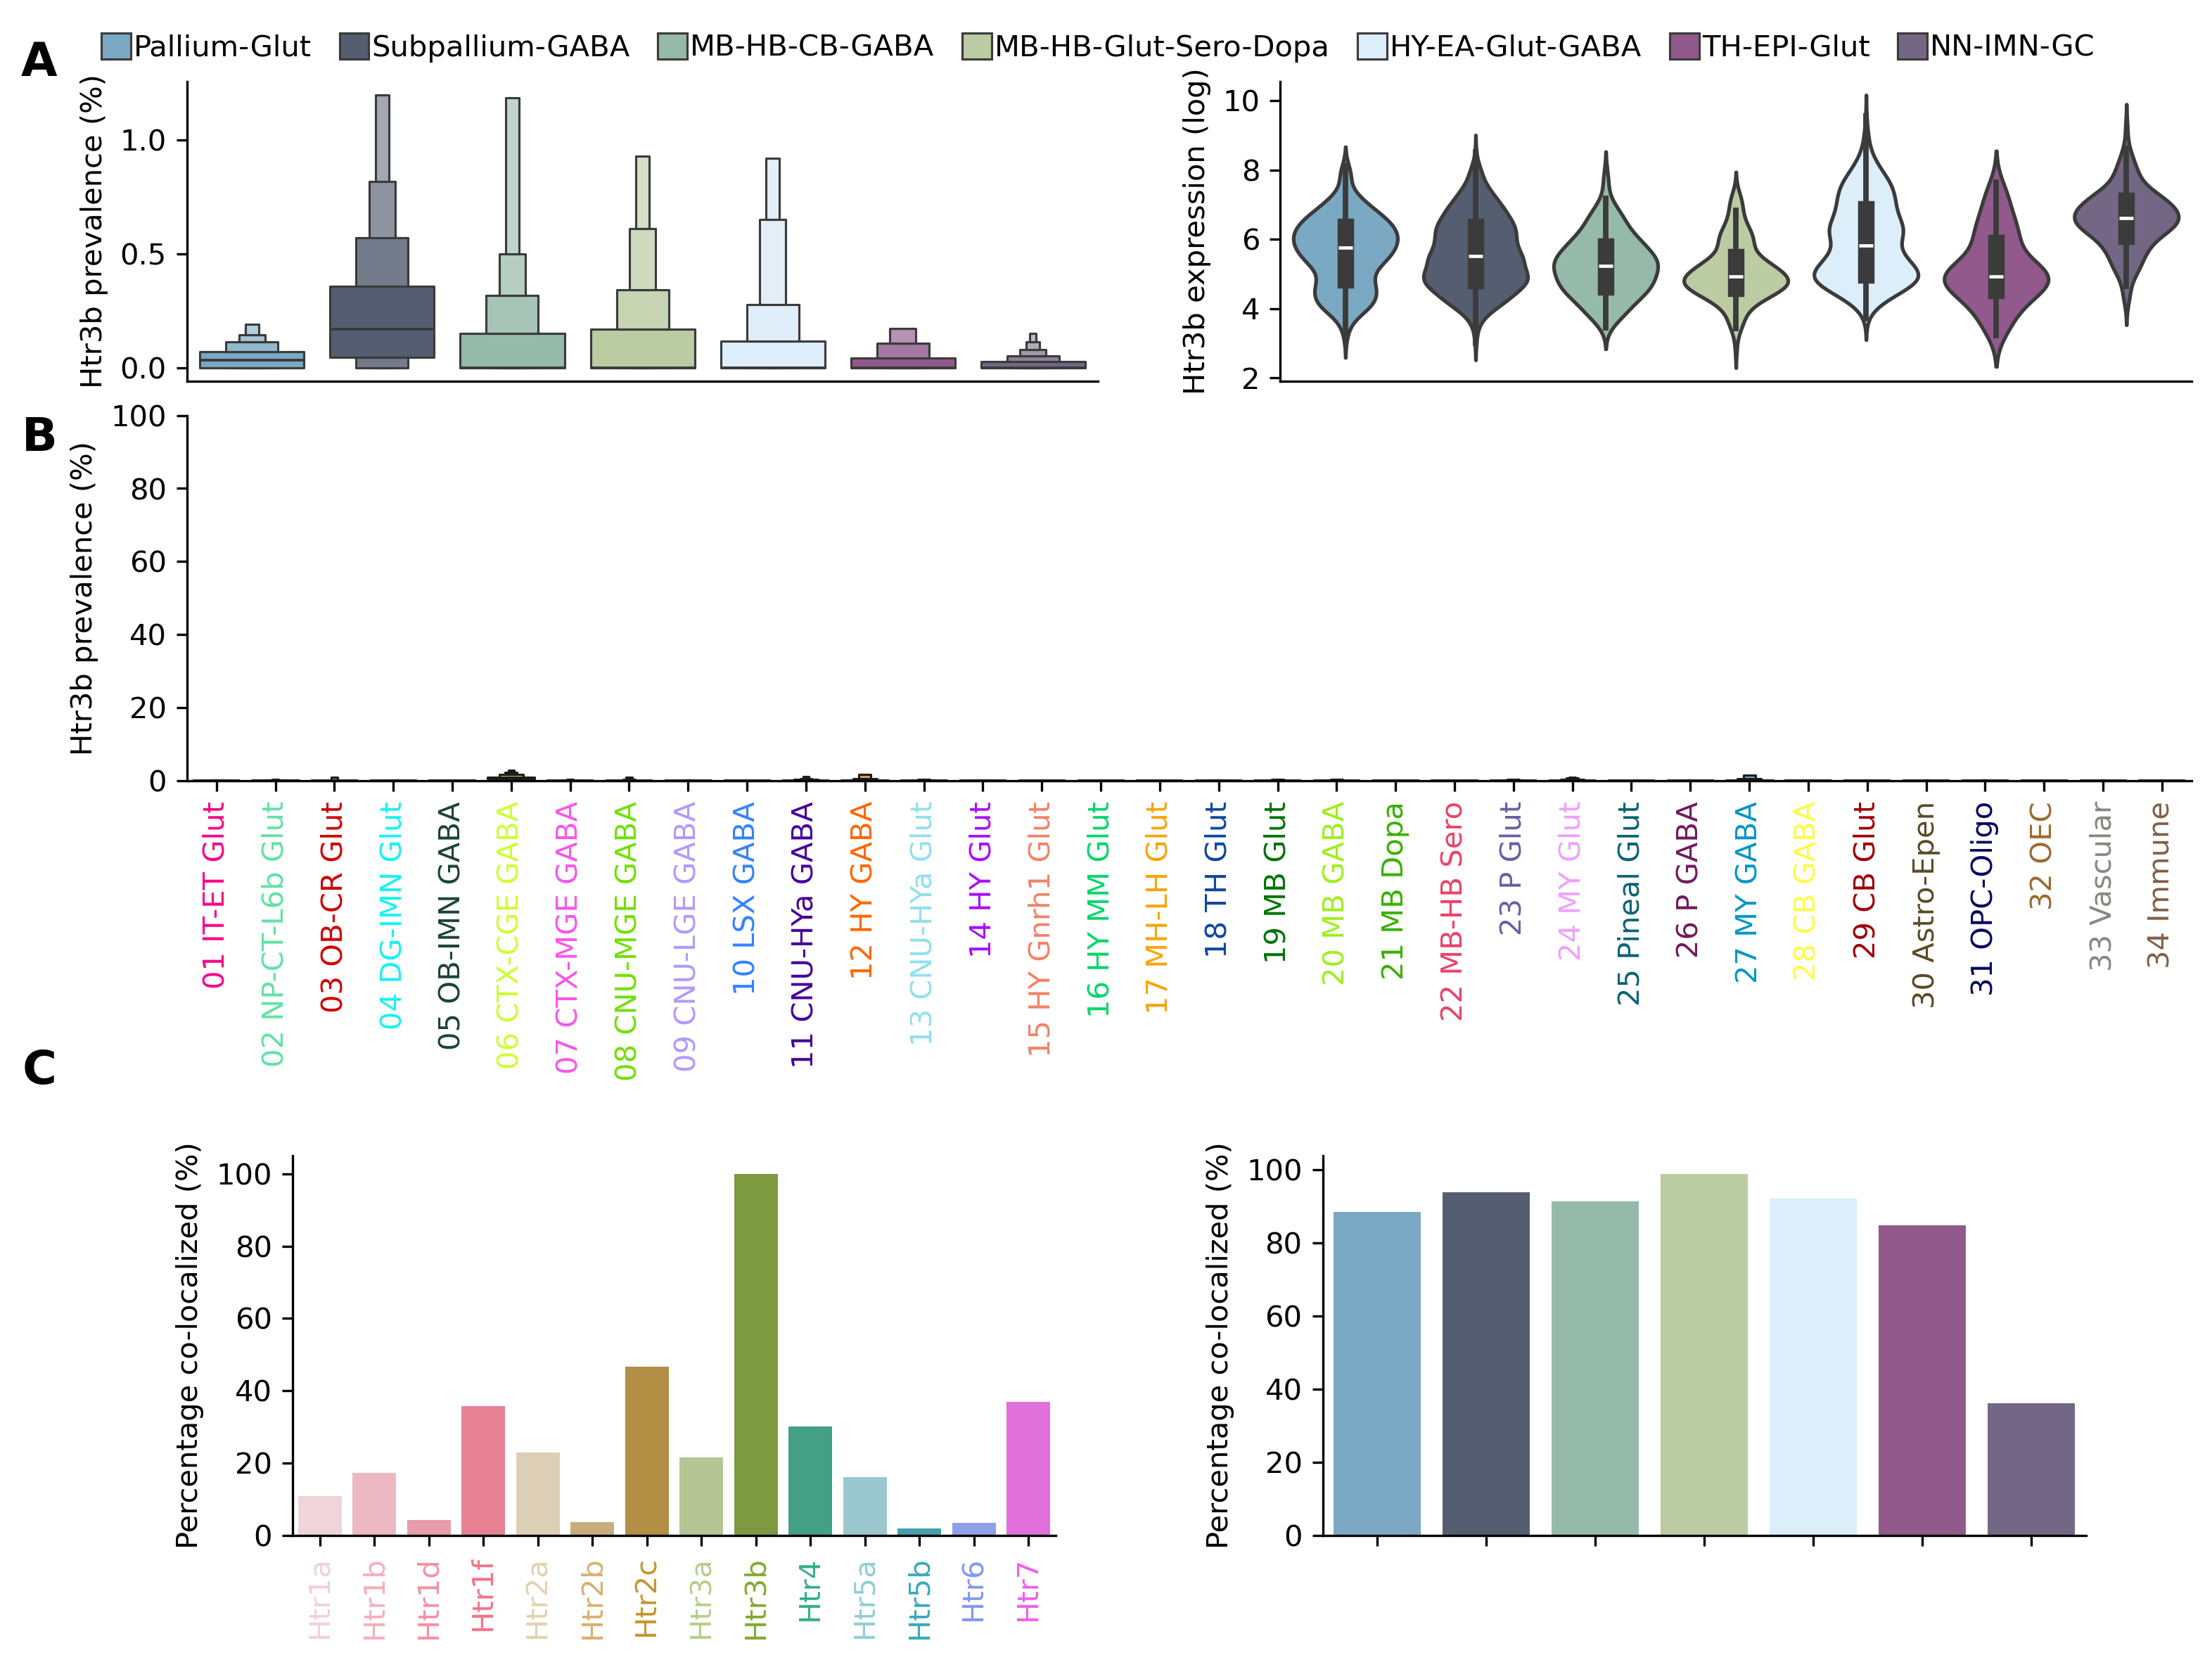 A
Pallium-Glut Subpallium-GABA MB-HB-CB-GABA MB-HB-Glut-Sero-Dopa HY-EA-Glut-GABA TH-EPI-Glut NN-IMN-GC
Htr3b prevalence (%)
1.0
0.5
0.0
Htr3b expression (log)
10
8
6
4
2
B
Htr3b prevalence (%)
100
80
60
40
20
0
01 IT-ET Glut
02 NP-CT-L6b Glut
03 OB-CR Glut
04 DG-IMN Glut
05 OB-IMN GABA
06 CTX-CGE GABA
07 CTX-MGE GABA
08 CNU-MGE GABA
09 CNU-LGE GABA
10 LSX GABA
11 CNU-HYa GABA
12 HY GABA
13 CNU-HYa Glut
14 HY Glut
15 HY Gnrh1 Glut
16 HY MM Glut
17 MH-LH Glut
18 TH Glut
19 MB Glut
20 MB GABA
21 MB Dopa
22 MB-HB Sero
23 P Glut
24 MY Glut
25 Pineal Glut
26 P GABA
27 MY GABA
28 CB GABA
29 CB Glut
30 Astro-Epen
31 OPC-Oligo
32 OEC
33 Vascular
34 Immune
C
Percentage co-localized (%)
100
80
60
40
20
0
Htr1a
Htr1b
Htr1d
Htr1f
Htr2a
Htr2b
Htr2c
Htr3a
Htr3b
Htr4
Htr5a
Htr5b
Htr6
Htr7
Percentage co-localized (%)
100
80
60
40
20
0